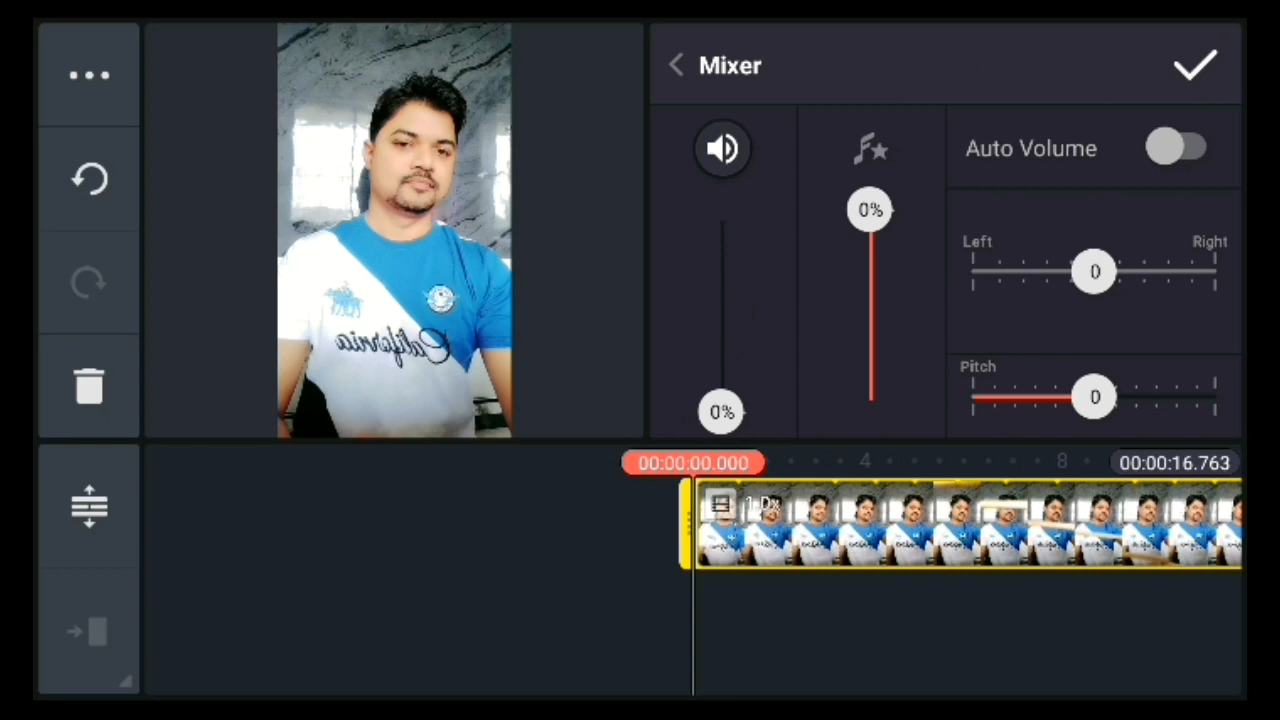 Mixer
Auto Volume
0%
Left
Right
0
California
Pitch
0
0%
00:00:00.000
4
8
00:00:16.763